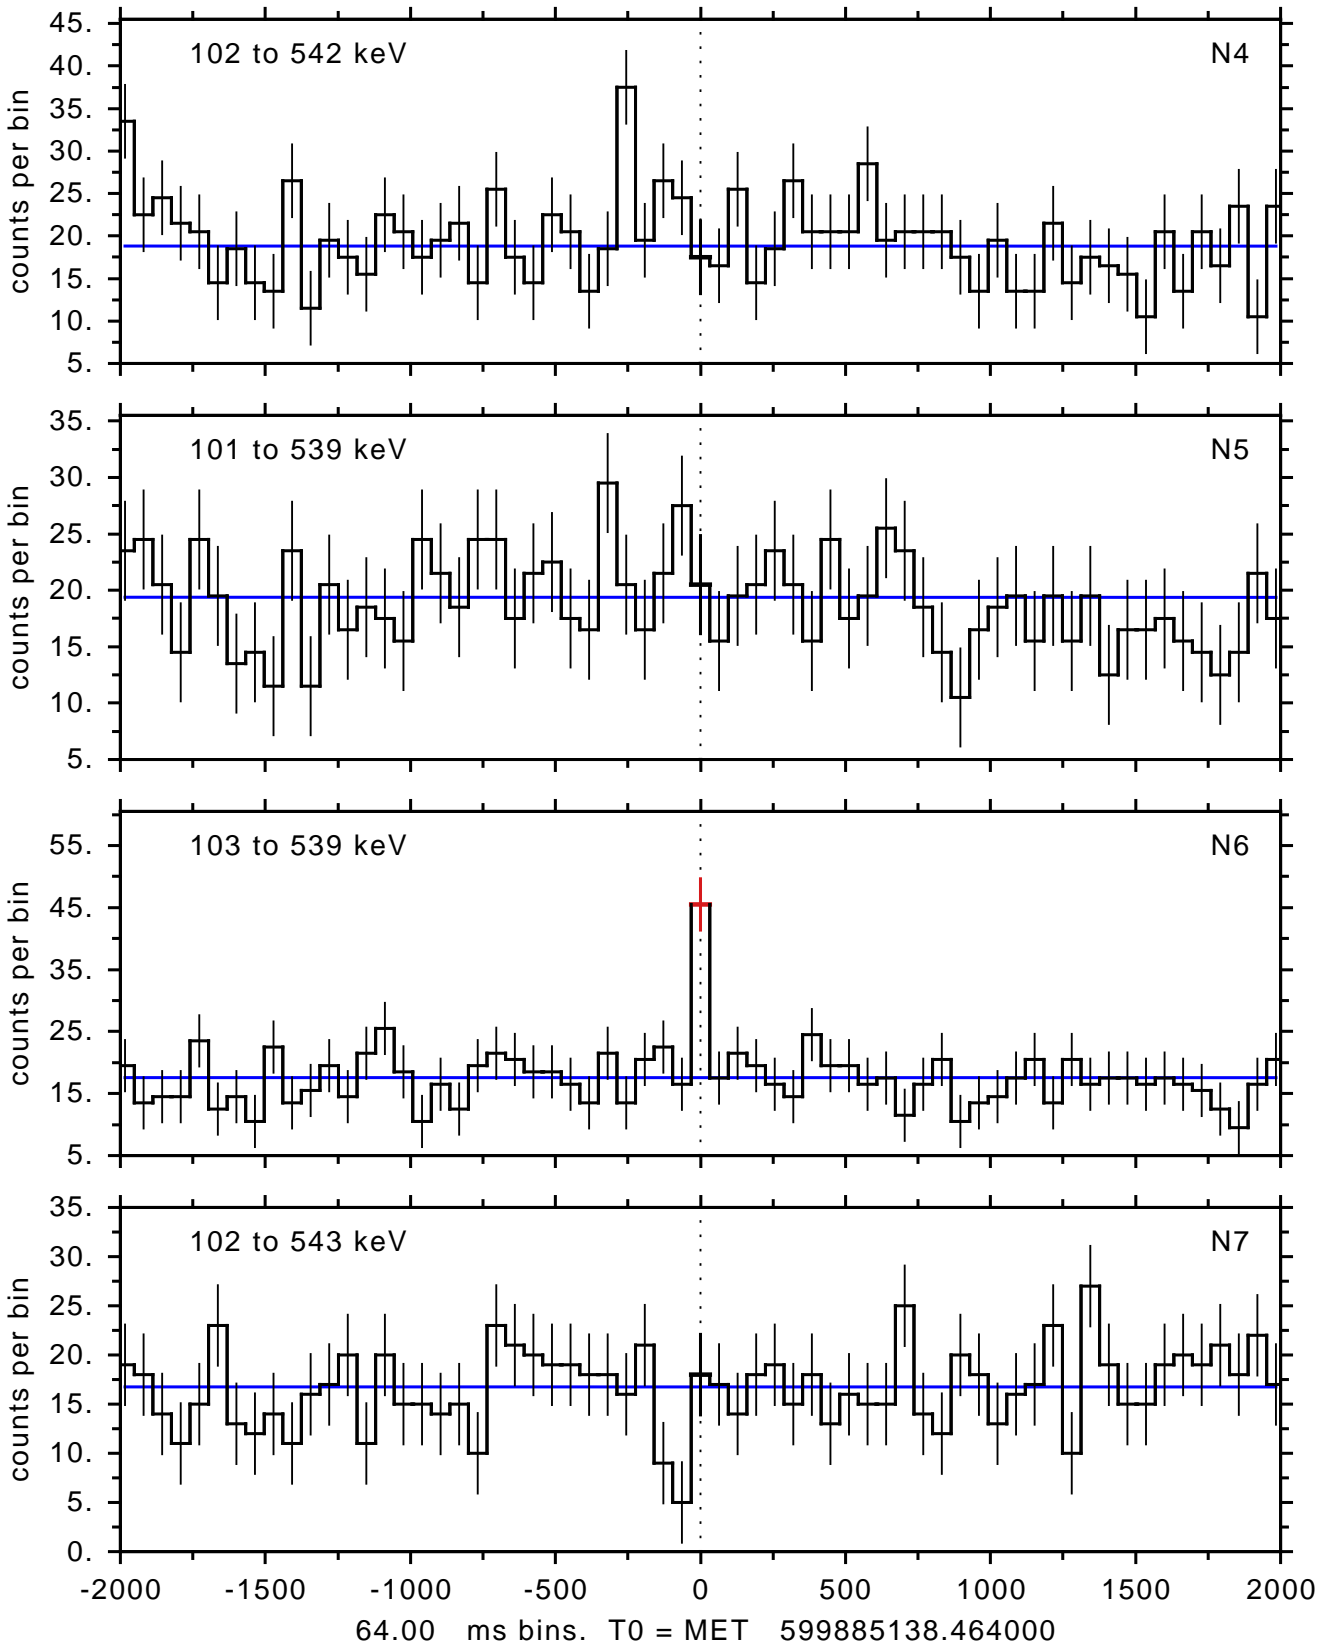 45.
102 to 542 keV
N4
40.
35.
30.
25.
20.
15.
10.
5.
counts per bin
35.
101 to 539 keV
N5
30.
25.
20.
15.
10.
5.
counts per bin
55.
103 to 539 keV
N6
45.
35.
25.
15.
5.
counts per bin
35.
102 to 543 keV
N7
30.
25.
20.
15.
10.
5.
0.
counts per bin
-2000 -1500 -1000 -500 0 500 1000 1500 2000
64.00 ms bins. T0 = MET 599885138.464000